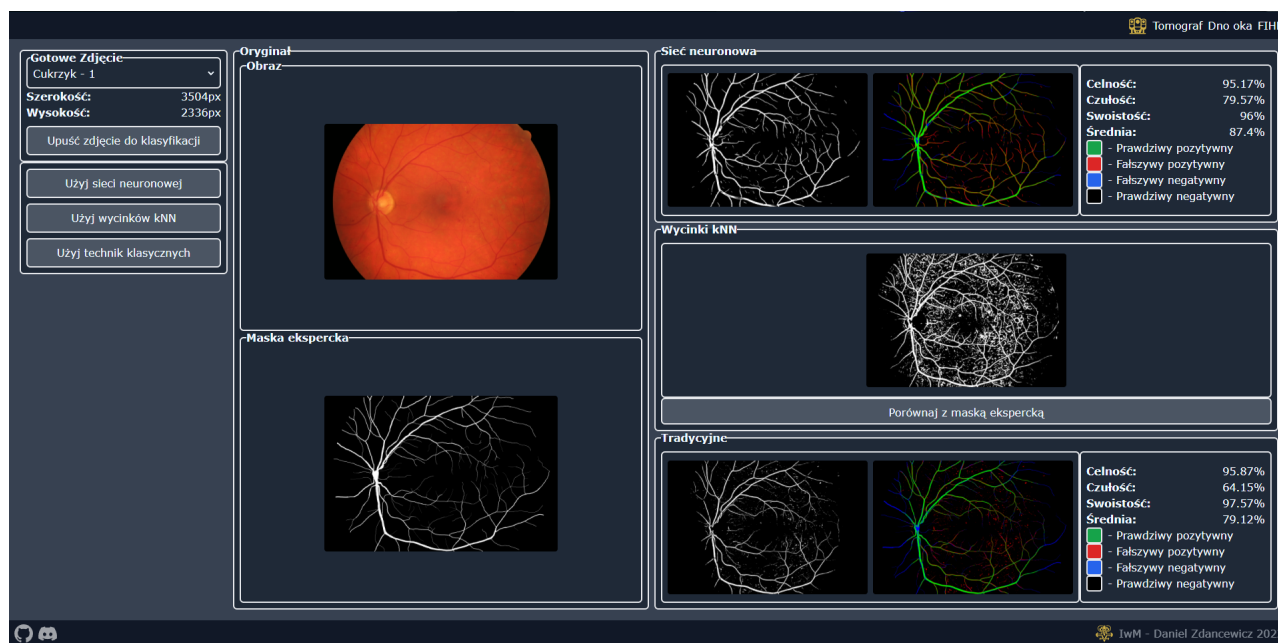 Tomograf Dno oka
Gotowe Zdjęcie
Cukrzyk - 1
Szerokość: 3504px
Wysokość: 2336px
Upuść zdjęcie do klasyfikacji
Użyj sieci neuronowej
Użyj wycinków kNN
Użyj technik klasycznych
Oryginał
Obraz
Maska ekspercka
Sieć neuronowa
Celność: 95.17%
Czułość: 79.57%
Swoistość: 96%
Średnia: 87.4%
- Prawdziwy pozytywny
- Fałszywy pozytywny
- Fałszywy negatywny
- Prawdziwy negatywny
Wycinki kNN
Porównaj z maską ekspercką
Tradycyjne
Celność: 95.87%
Czułość: 64.15%
Swoistość: 97.57%
Średnia: 79.12%
- Prawdziwy pozytywny
- Fałszywy pozytywny
- Fałszywy negatywny
- Prawdziwy negatywny
IwM - Daniel Zdancewicz 202